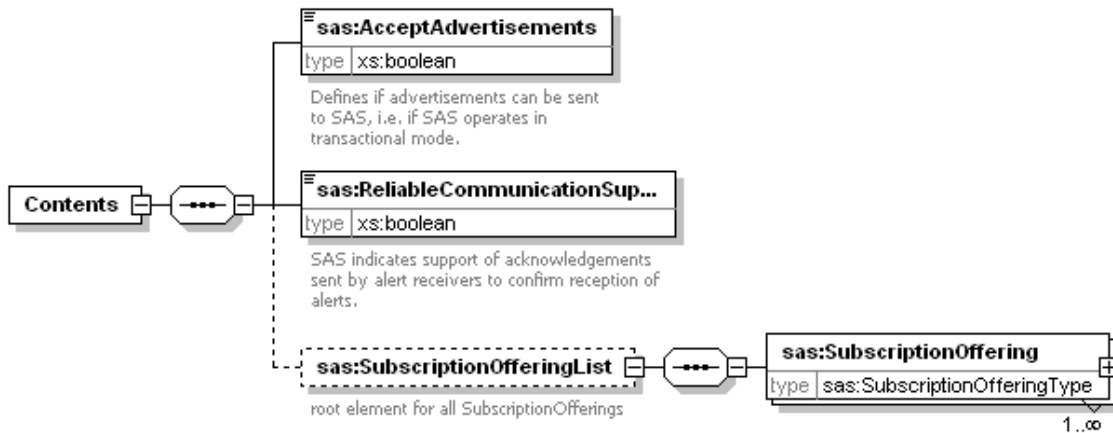 sas:AcceptAdvertisements
type xs:boolean
Defines if advertisements can be sent
to SAS, i.e. if SAS operates in
transactional mode.
sas:ReliableCommunicationSup...
type xs:boolean
SAS indicates support of acknowledgements
sent by alert receivers to confirm reception of
alerts.
Contents
sas:SubscriptionOfferingList
root element for all SubscriptionOfferings
sas:SubscriptionOffering
type sas:SubscriptionOfferingType
1..∞